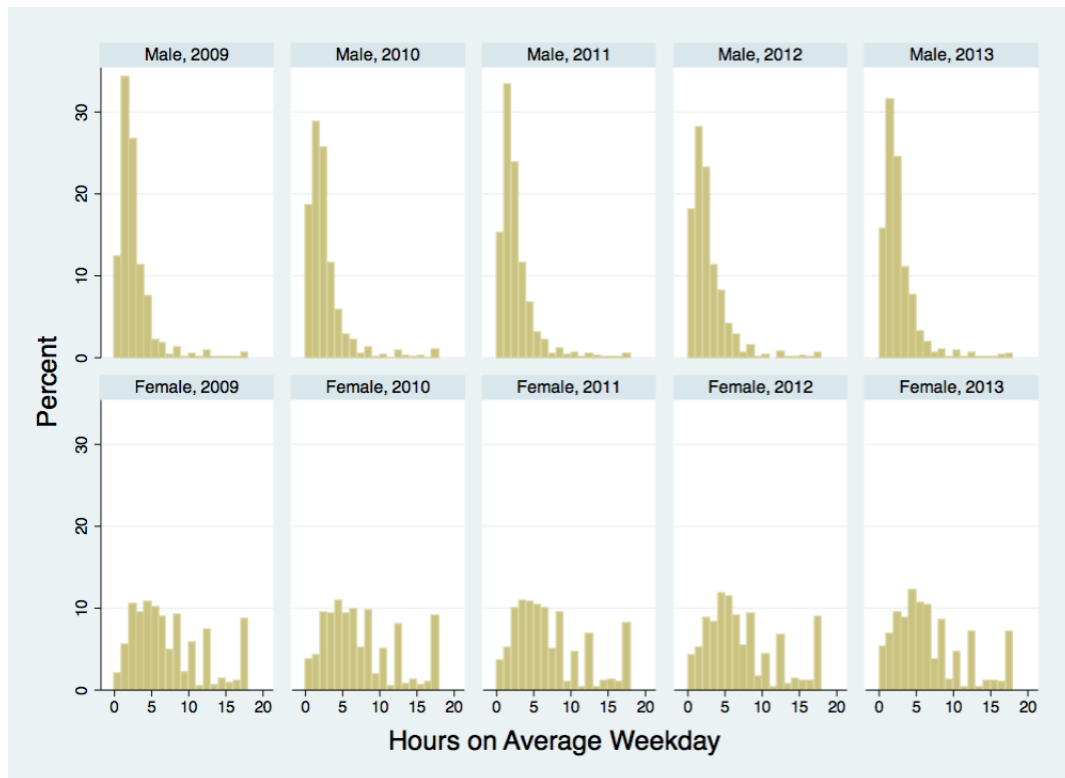 Male, 2009
Male, 2010
Male, 2011
Male, 2012
Male, 2013
30
20
10
0
Percent
Female, 2009
Female, 2010
Female, 2011
Female, 2012
Female, 2013
30
20
10
0
0 5 10 15 20
0 5 10 15 20
0 5 10 15 20
0 5 10 15 20
0 5 10 15 20
Hours on Average Weekday